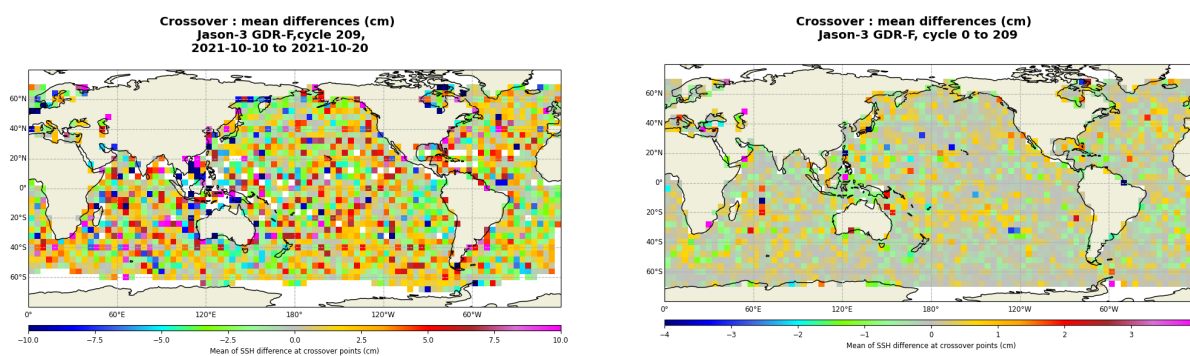 Crossover : mean differences (cm)
Jason-3 GDR-F,cycle 209,
2021-10-10 to 2021-10-20
60°N
40°N
20°N
0°
20°S
40°S
60°S
0° 60°E 120°E 180° 120°W 60°W
−10.0 −7.5 −5.0 −2.5 0.0 2.5 5.0 7.5 10.0
Mean of SSH difference at crossover points (cm)
Crossover : mean differences (cm)
Jason-3 GDR-F, cycle 0 to 209
60°N
40°N
20°N
0°
20°S
40°S
60°S
0° 60°E 120°E 180° 120°W 60°W
−4 −3 −2 −1 0 1 2 3
Mean of SSH difference at crossover points (cm)